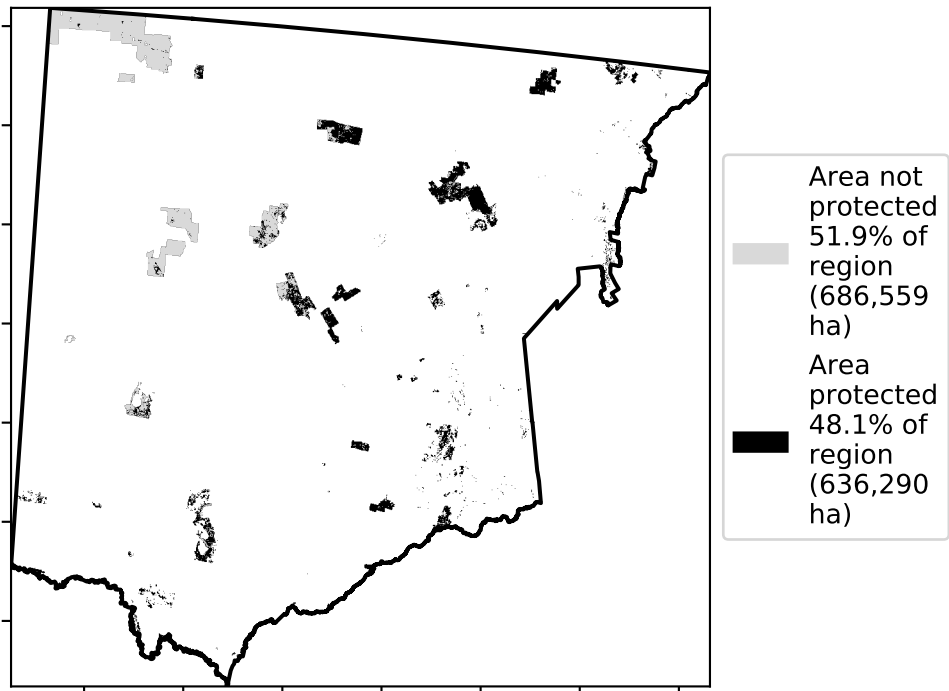 Area not
protected
51.9% of
region
(686,559
ha)
Area
protected
48.1% of
region
(636,290
ha)